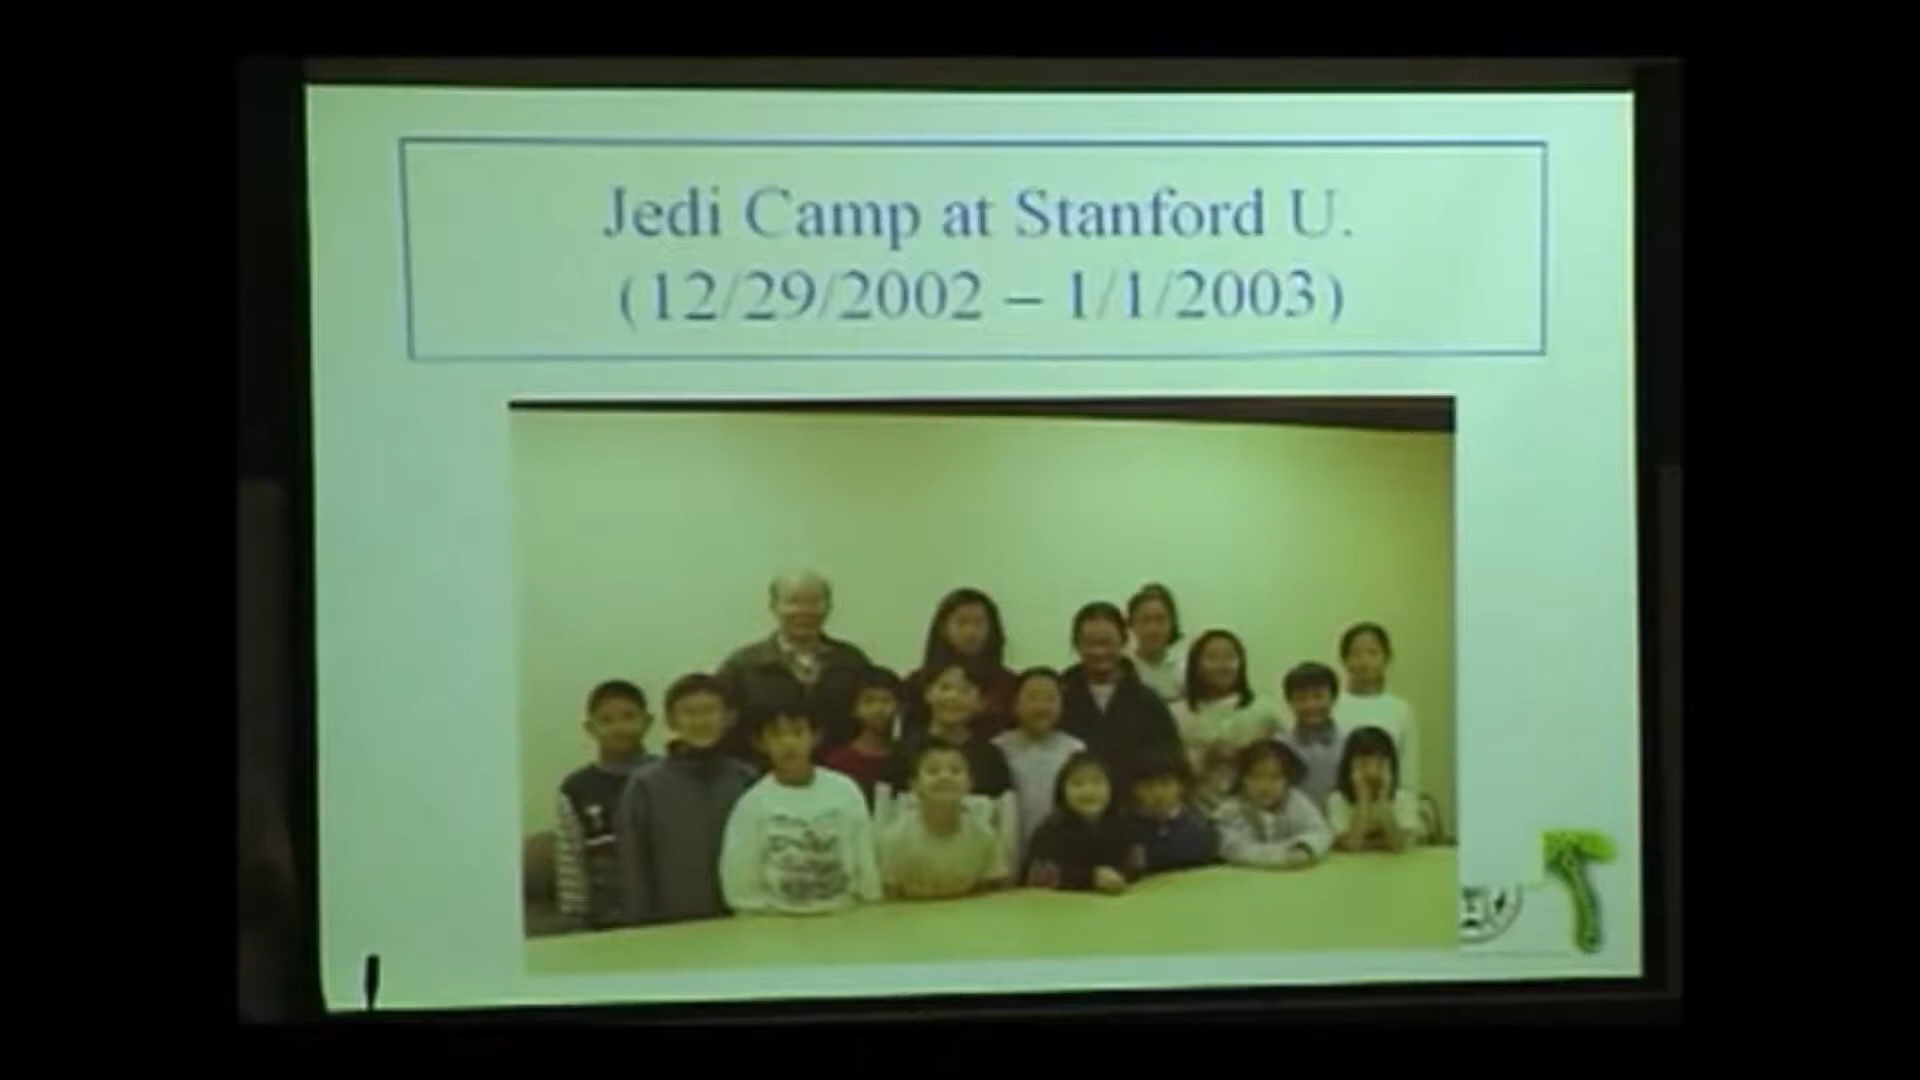 Jedi Camp at Stanford U.
(12/29/2002 – 1/1/2003)